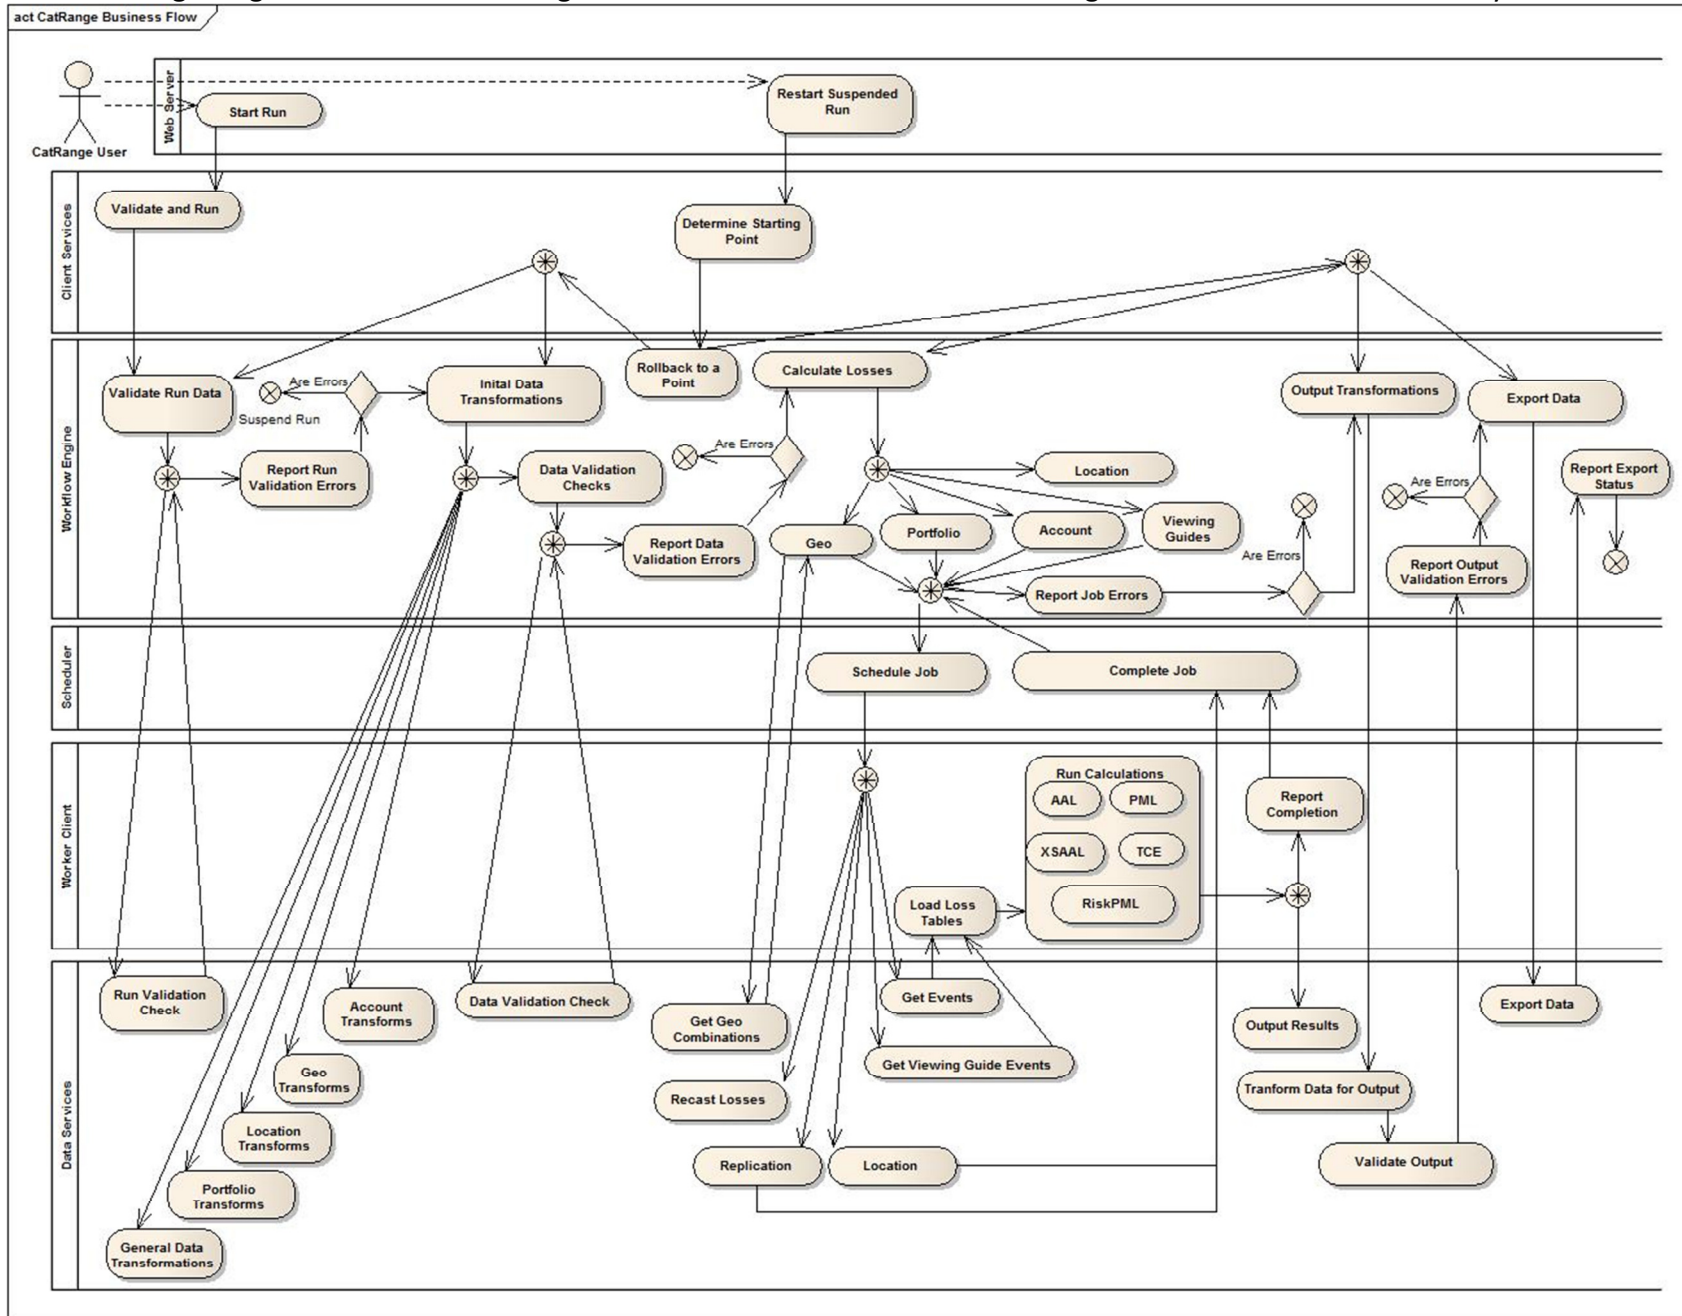 act CatRange Business Flow
CatRange User
Web Server
Start Run
Restart Suspended
Run
Client Services
Validate and Run
Determine Starting
Point
Workflow Engine
Validate Run Data
Are Errors
Suspend Run
Inital Data
Transformations
Rollback to a
Point
Calculate Losses
Output Transformations
Export Data
Report Run
Validation Errors
Data Validation
Checks
Are Errors
Location
Are Errors
Report Export
Status
Report Data
Validation Errors
Geo
Portfolio
Account
Viewing
Guides
Are Errors
Report Job Errors
Report Output
Validation Errors
Scheduler
Schedule Job
Complete Job
Worker Client
Run Calculations
AAL
PML
XSAAL
TCE
RiskPML
Report
Completion
Load Loss
Tables
Data Services
Run Validation
Check
Account
Transforms
Data Validation Check
Get Geo
Combinations
Get Events
Output Results
Export Data
Geo
Transforms
Get Viewing Guide Events
Recast Losses
Tranform Data for Output
Location
Transforms
Replication
Location
Validate Output
Portfolio
Transforms
General Data
Transformations